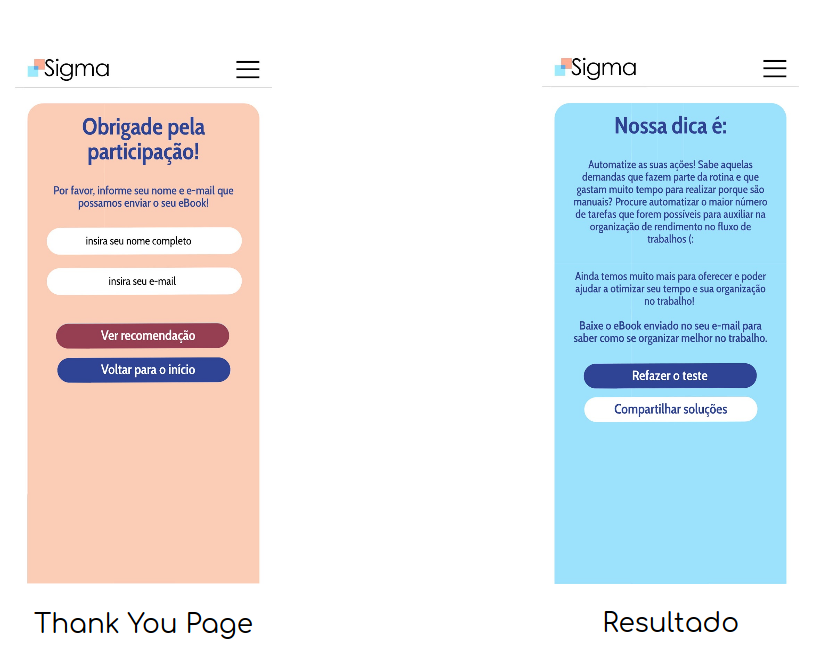 Sigma
Obrigade pela
participação!
Por favor, informe seu nome e e-mail que
possamos enviar o seu eBook!
insira seu nome completo
insira seu e-mail
Ver recomendação
Voltar para o início
Thank You Page
Sigma
Nossa dica é:
Automatize as suas ações! Sabe aquelas
demandas que fazem parte da rotina e que
gastam muito tempo para realizar porque são
manuais? Procure automatizar o maior número
de tarefas que forem possíveis para auxiliar na
organização de rendimento no fluxo de
trabalhos (:
Ainda temos muito mais para oferecer e poder
ajudar a otimizar seu tempo e sua organização
no trabalho!
Baixe o eBook enviado no seu e-mail para
saber como se organizar melhor no trabalho.
Refazer o teste
Compartilhar soluções
Resultado